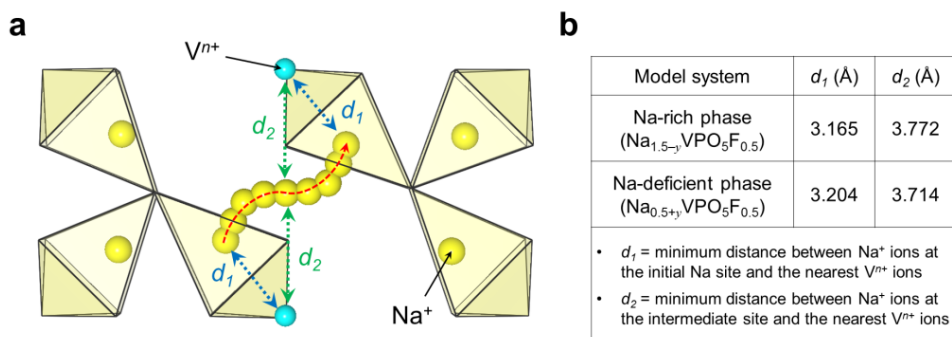 a
Vⁿ⁺
d₁
d₂
d₂
d₁
Na⁺
b
Model system d₁ (Å) d₂ (Å)
Na-rich phase
(Na₁.₅₋ᵧVPO₅F₀.₅) 3.165 3.772
Na-deficient phase
(Na₀.₅₊ᵧVPO₅F₀.₅) 3.204 3.714
• d₁ = minimum distance between Na⁺ ions at
the initial Na site and the nearest Vⁿ⁺ ions
• d₂ = minimum distance between Na⁺ ions at
the intermediate site and the nearest Vⁿ⁺ ions